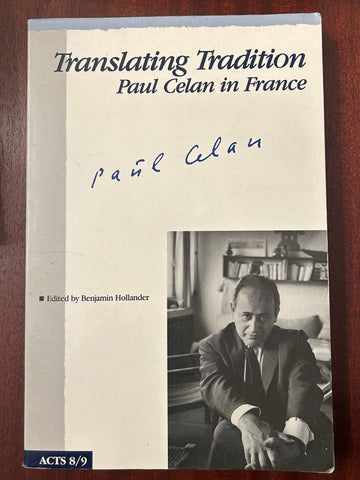 Translating Tradition
Paul Celan in France
Paul Celan
Edited by Benjamin Hollander
ACTS 8/9